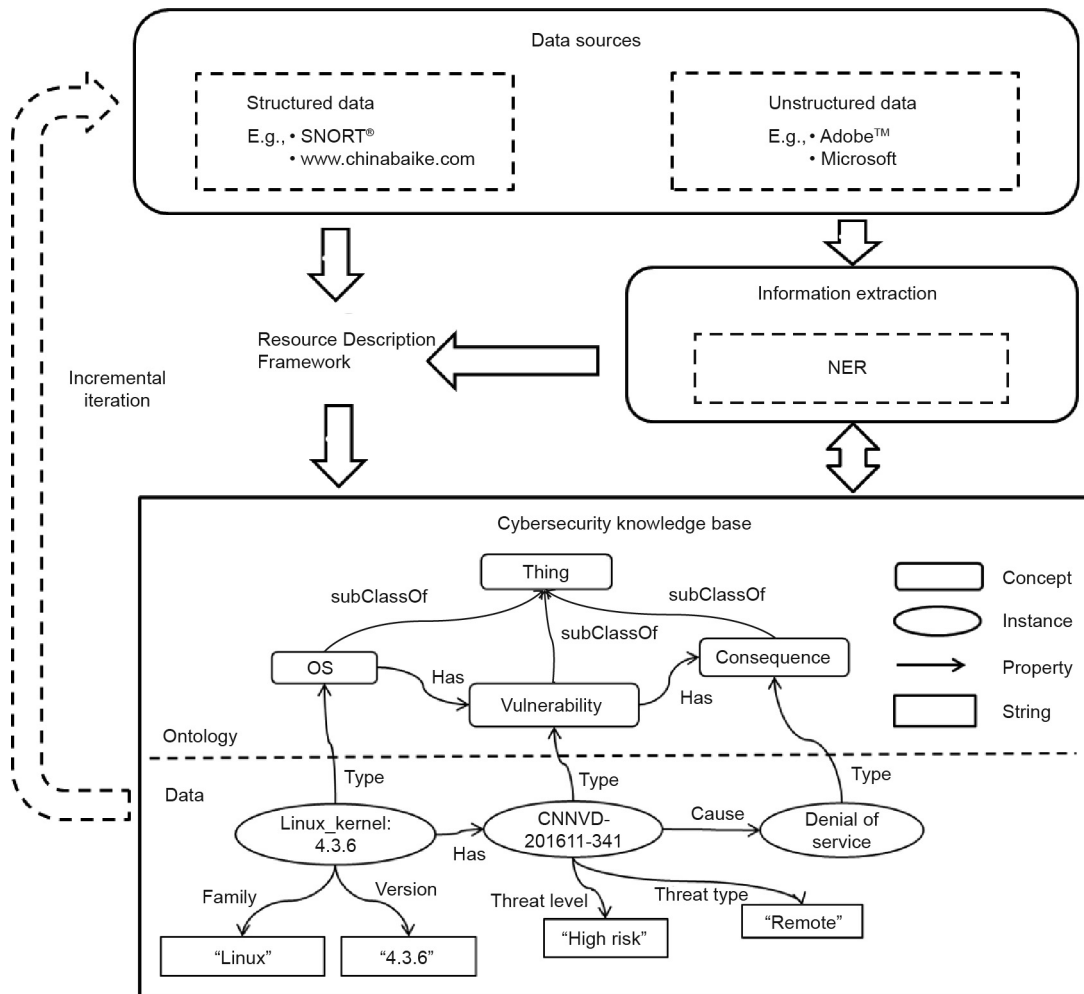 Data sources
Structured data
E.g., • SNORT®
• www.chinabaike.com
Unstructured data
E.g., • Adobe™
• Microsoft
Information extraction
NER
Resource Description
Framework
Incremental
iteration
Cybersecurity knowledge base
Thing
subClassOf
subClassOf
subClassOf
OS
Has
Vulnerability
Has
Consequence
Concept
Instance
Property
String
Ontology
Data
Type
Type
Type
Linux_kernel:
4.3.6
Has
CNNVD-
201611-341
Cause
Denial of
service
Family
Version
Threat level
Threat type
“Linux”
“4.3.6”
“High risk”
“Remote”